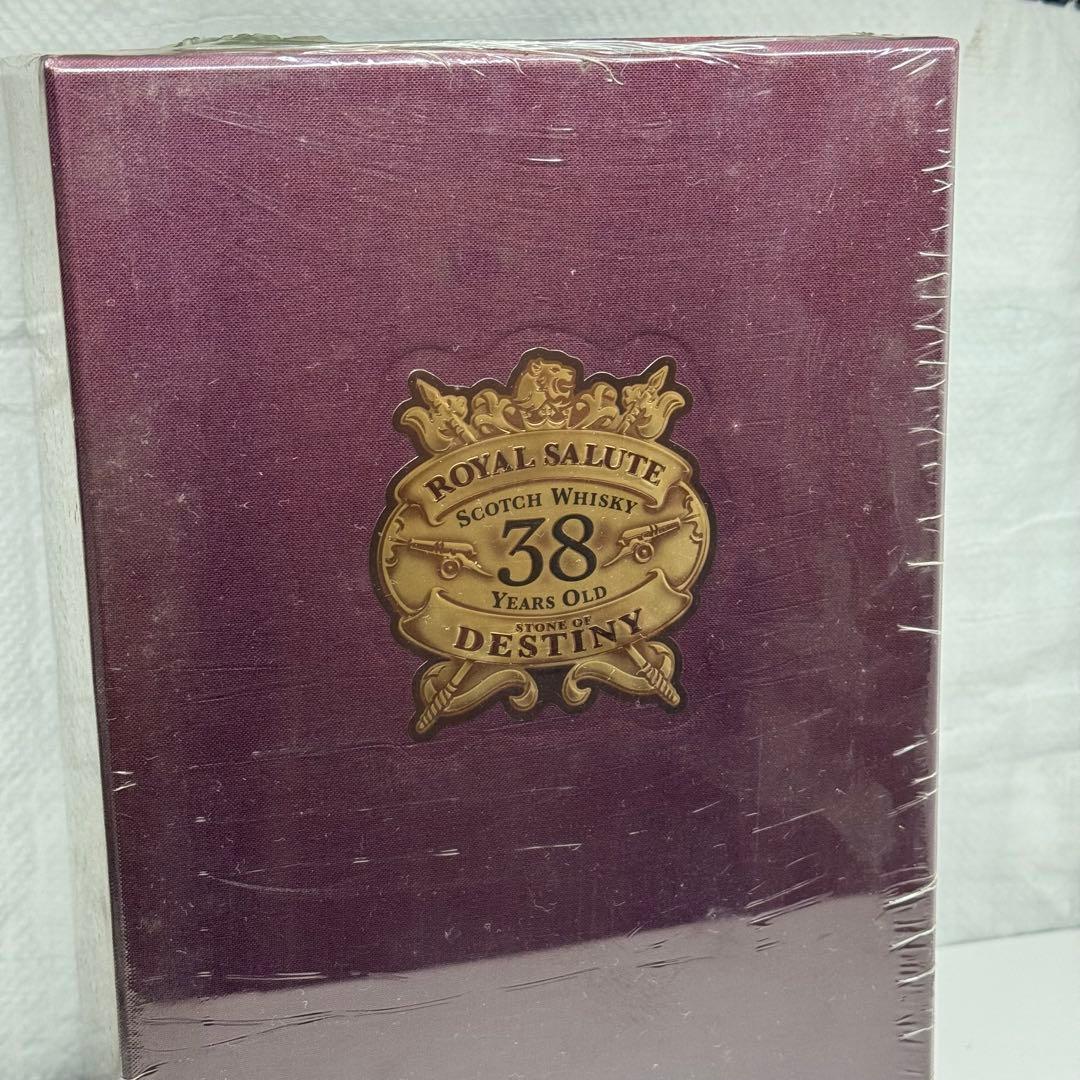 ROYAL SALUTE
SCOTCH WHISKY
38
YEARS OLD
STONE OF
DESTINY